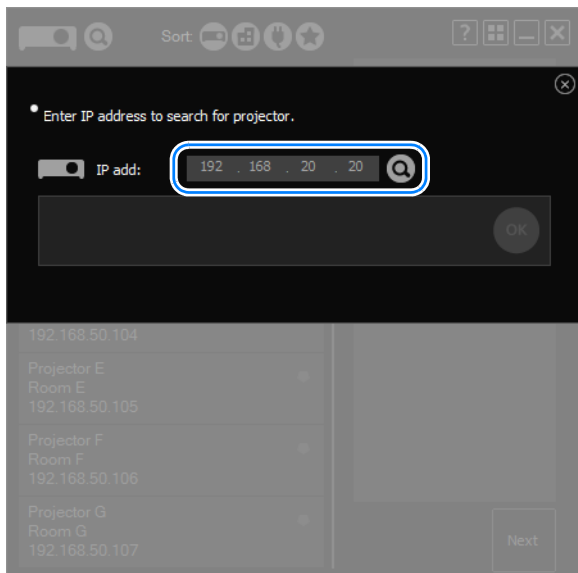 Sort:
?
Enter IP address to search for projector.
IP add:
192 . 168 . 20 . 20
OK
192.168.50.104
Projector E
Room E
192.168.50.105
Projector F
Room F
192.168.50.106
Projector G
Room G
192.168.50.107
Next